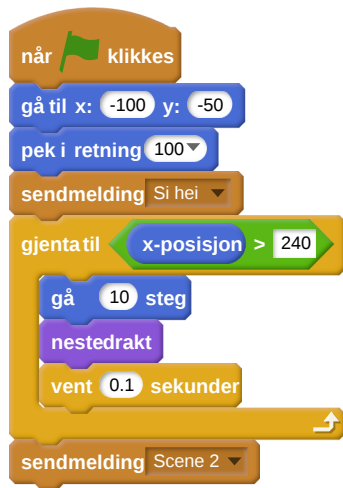 når klikkes
gå til x: -100 y: -50
pek i retning 100
sendmelding Si hei
gjenta til x-posisjon > 240
gå 10 steg
nestedrakt
vent 0.1 sekunder
sendmelding Scene 2